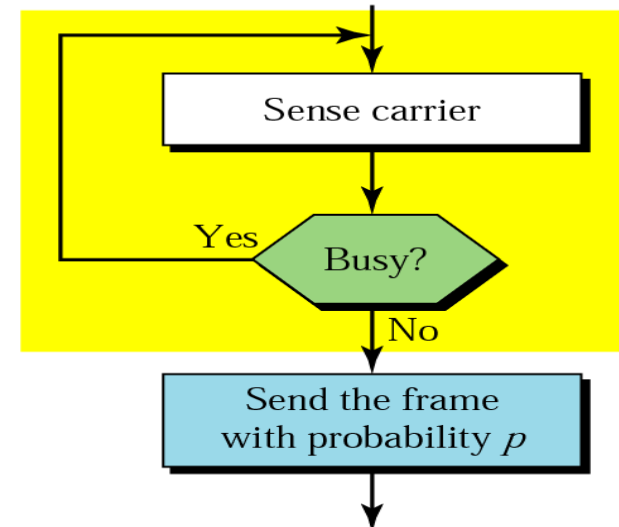 Sense carrier
Yes
Busy?
No
Send the frame
with probability p